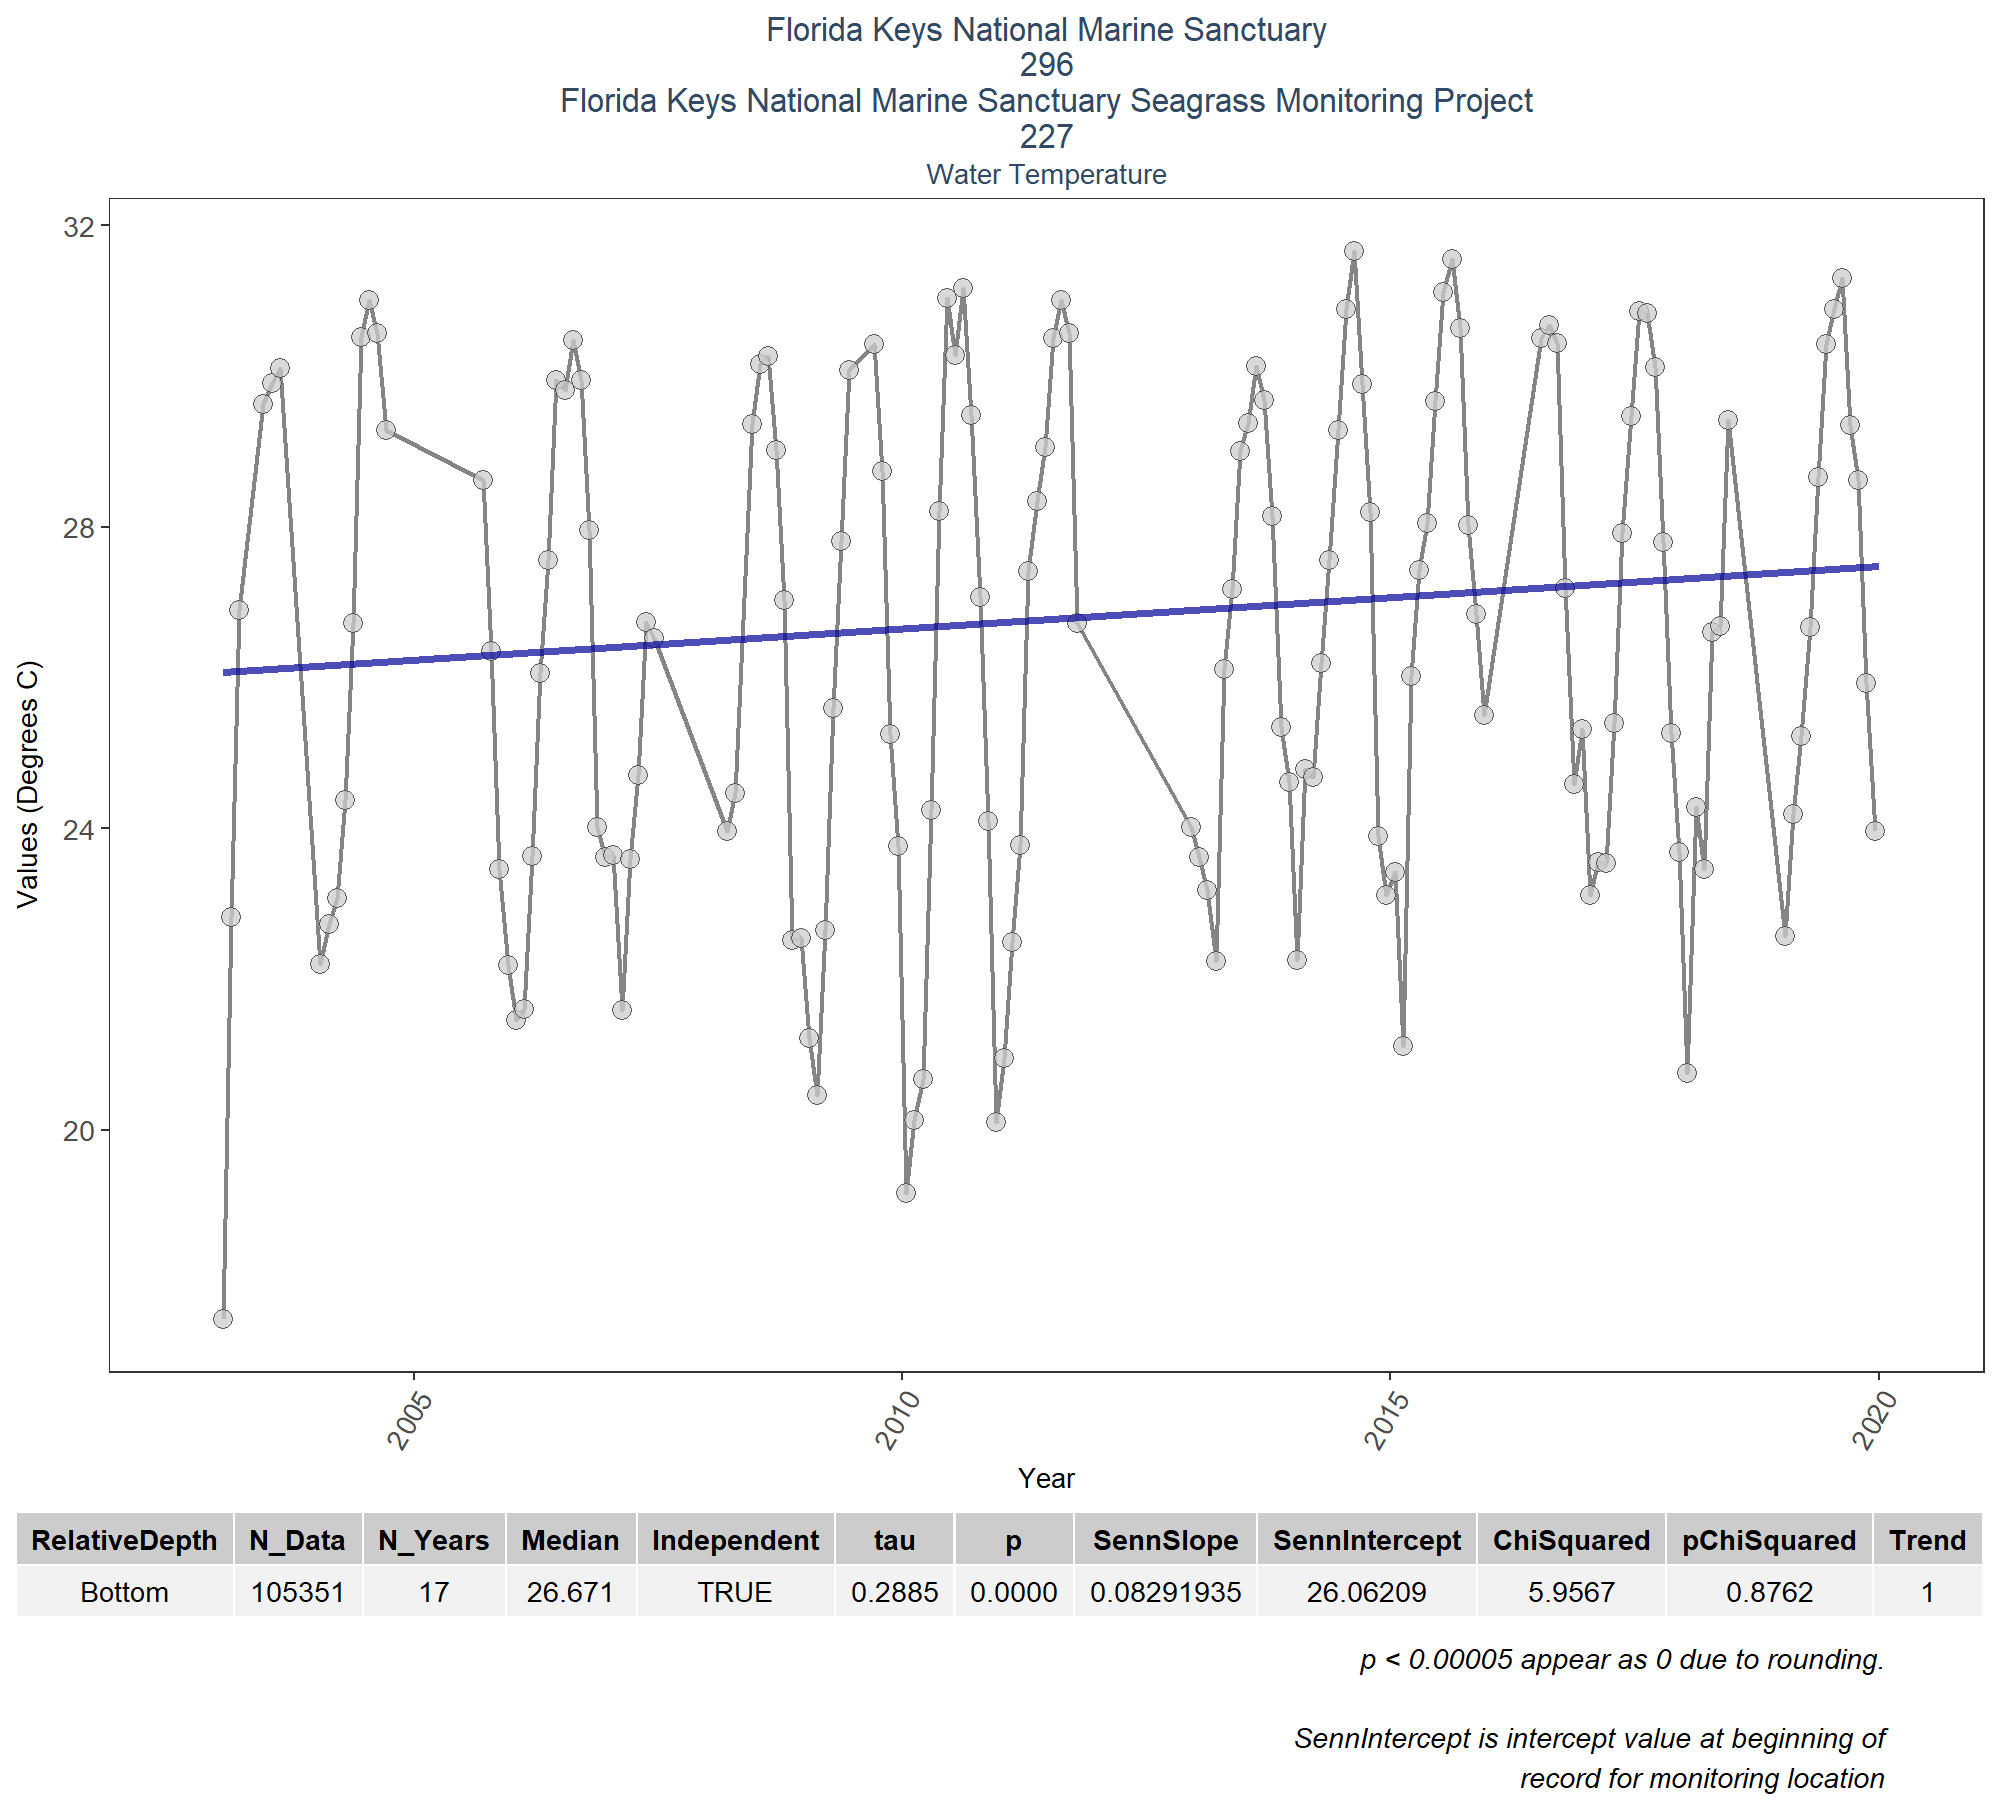 Florida Keys National Marine Sanctuary
296
Florida Keys National Marine Sanctuary Seagrass Monitoring Project
227
Water Temperature
32
28
24
20
Values (Degrees C)
2005 2010 2015 2020
Year
RelativeDepth N_Data N_Years Median Independent tau p SennSlope SennIntercept ChiSquared pChiSquared Trend
Bottom 105351 17 26.671 TRUE 0.2885 0.0000 0.08291935 26.06209 5.9567 0.8762 1
p < 0.00005 appear as 0 due to rounding.
SennIntercept is intercept value at beginning of
record for monitoring location